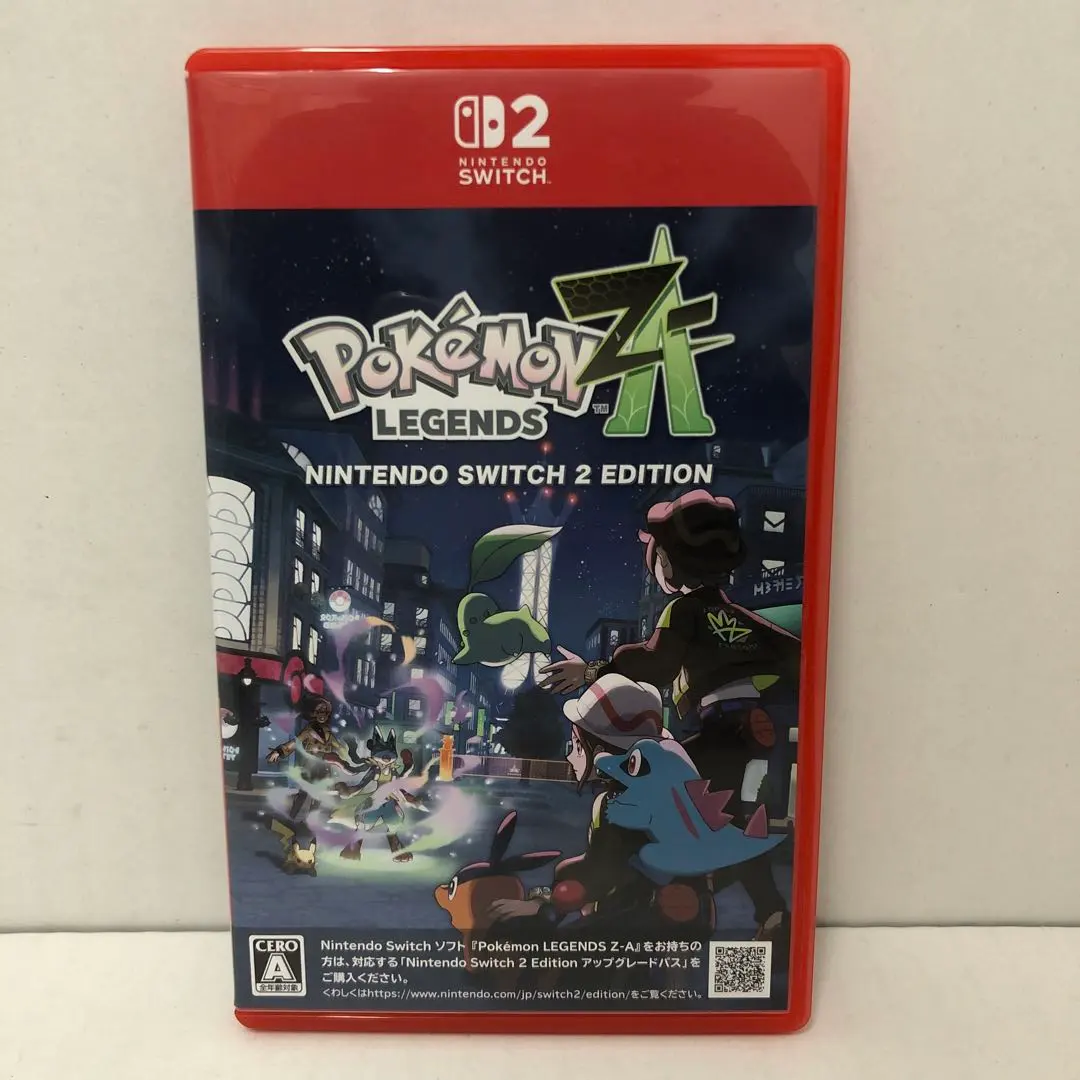 2
NINTENDO
SWITCH™
POKéMON™
ZA
LEGENDS
NINTENDO SWITCH 2 EDITION
CERO
A
全年齢対象
Nintendo Switch ソフト『Pokémon LEGENDS Z-A』をお持ちの
方は、対応する「Nintendo Switch 2 Edition アップグレードパス」を
ご購入ください。
くわしくはhttps://www.nintendo.com/jp/switch2/edition/をご覧ください。